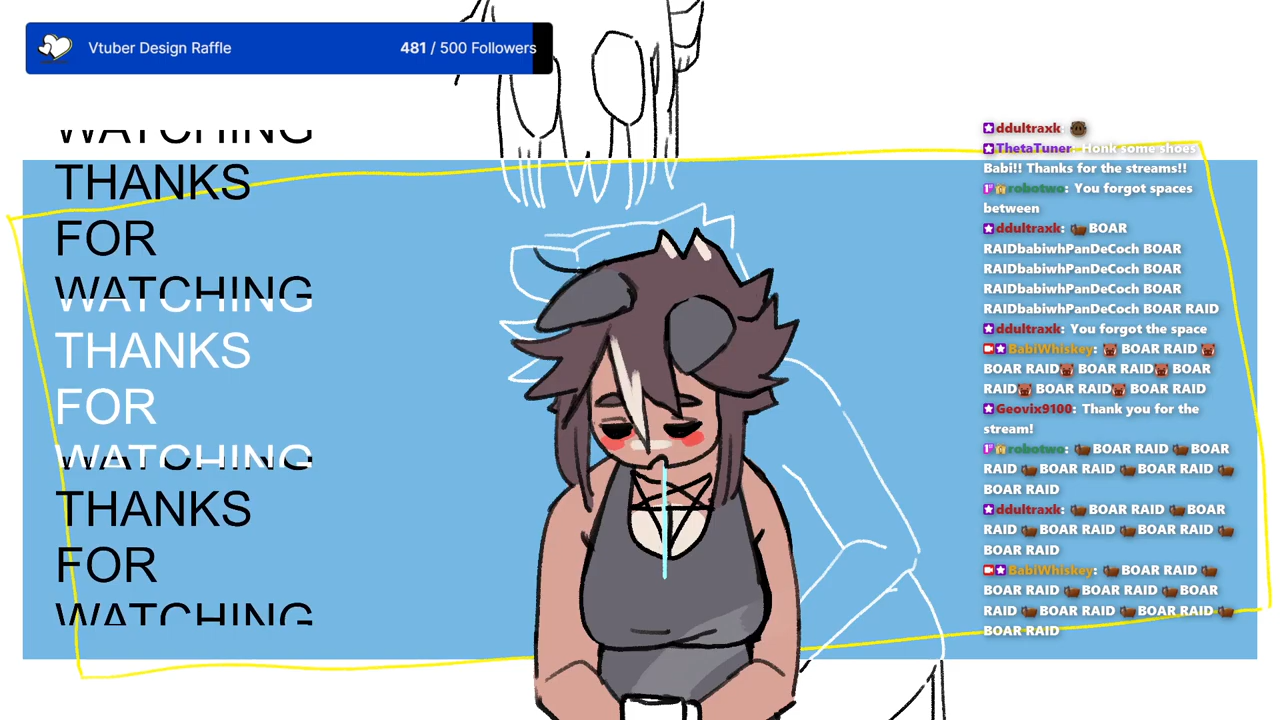 Vtuber Design Raffle
481 / 500 Followers
WATCHING
THANKS
FOR
WATCHING
WATCHING
THANKS
FOR
WATCHING
WATCHING
THANKS
FOR
WATCHING
ddultraxk
ThetaTuner: Honk some shoes
Babi!! Thanks for the streams!!
robotwo: You forgot spaces
between
ddultraxk: BOAR
RAIDbabiwhPanDeCoch BOAR
RAIDbabiwhPanDeCoch BOAR
RAIDbabiwhPanDeCoch BOAR
RAIDbabiwhPanDeCoch BOAR RAID
ddultraxk: You forgot the space
BabiWhiskey: BOAR RAID
BOAR RAID BOAR RAID BOAR
RAID BOAR RAID BOAR RAID
Geovix9100: Thank you for the
stream!
robotwo: BOAR RAID BOAR
RAID BOAR RAID BOAR RAID
BOAR RAID
ddultraxk: BOAR RAID BOAR
RAID BOAR RAID BOAR RAID
BOAR RAID
BabiWhiskey: BOAR RAID
BOAR RAID BOAR RAID BOAR
RAID BOAR RAID BOAR RAID
BOAR RAID